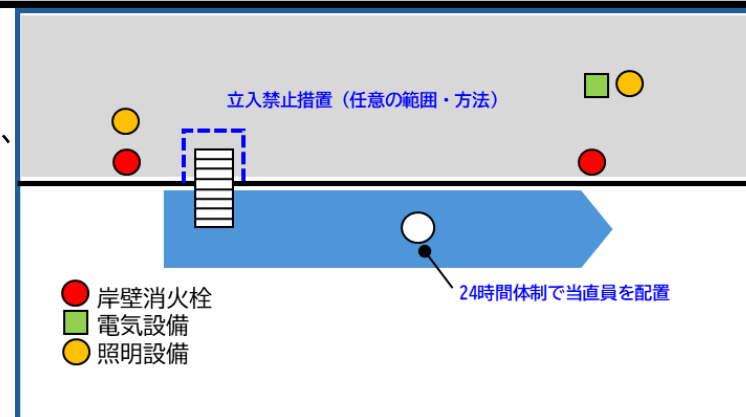 立入禁止措置（任意の範囲・方法）
、
24時間体制で当直員を配置
岸壁消火栓
電気設備
照明設備